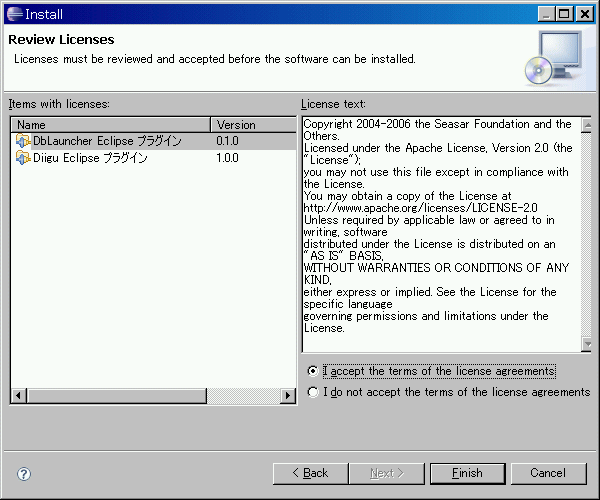 Install
Review Licenses
Licenses must be reviewed and accepted before the software can be installed.
Items with licenses:
Name Version
DbLauncher Eclipse プラグイン 0.1.0
Diigu Eclipse プラグイン 1.0.0
License text:
Copyright 2004-2006 the Seasar Foundation and the
Others.
Licensed under the Apache License, Version 2.0 (the
"License");
you may not use this file except in compliance with
the License.
You may obtain a copy of the License at
http://www.apache.org/licenses/LICENSE-2.0
Unless required by applicable law or agreed to in
writing, software
distributed under the License is distributed on an
"AS IS" BASIS,
WITHOUT WARRANTIES OR CONDITIONS OF ANY
KIND,
either express or implied. See the License for the
specific language
governing permissions and limitations under the
License.
I accept the terms of the license agreements
I do not accept the terms of the license agreements
?
< Back Next > Finish Cancel